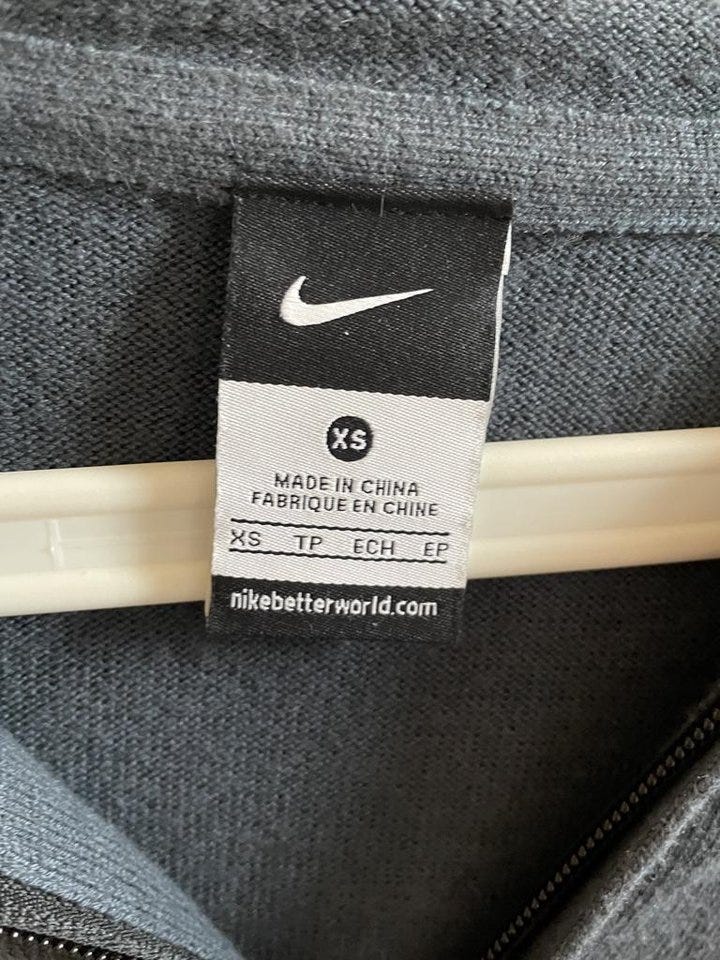 XS
MADE IN CHINA
FABRIQUE EN CHINE
XS TP ECH EP
nikebetterworld.com